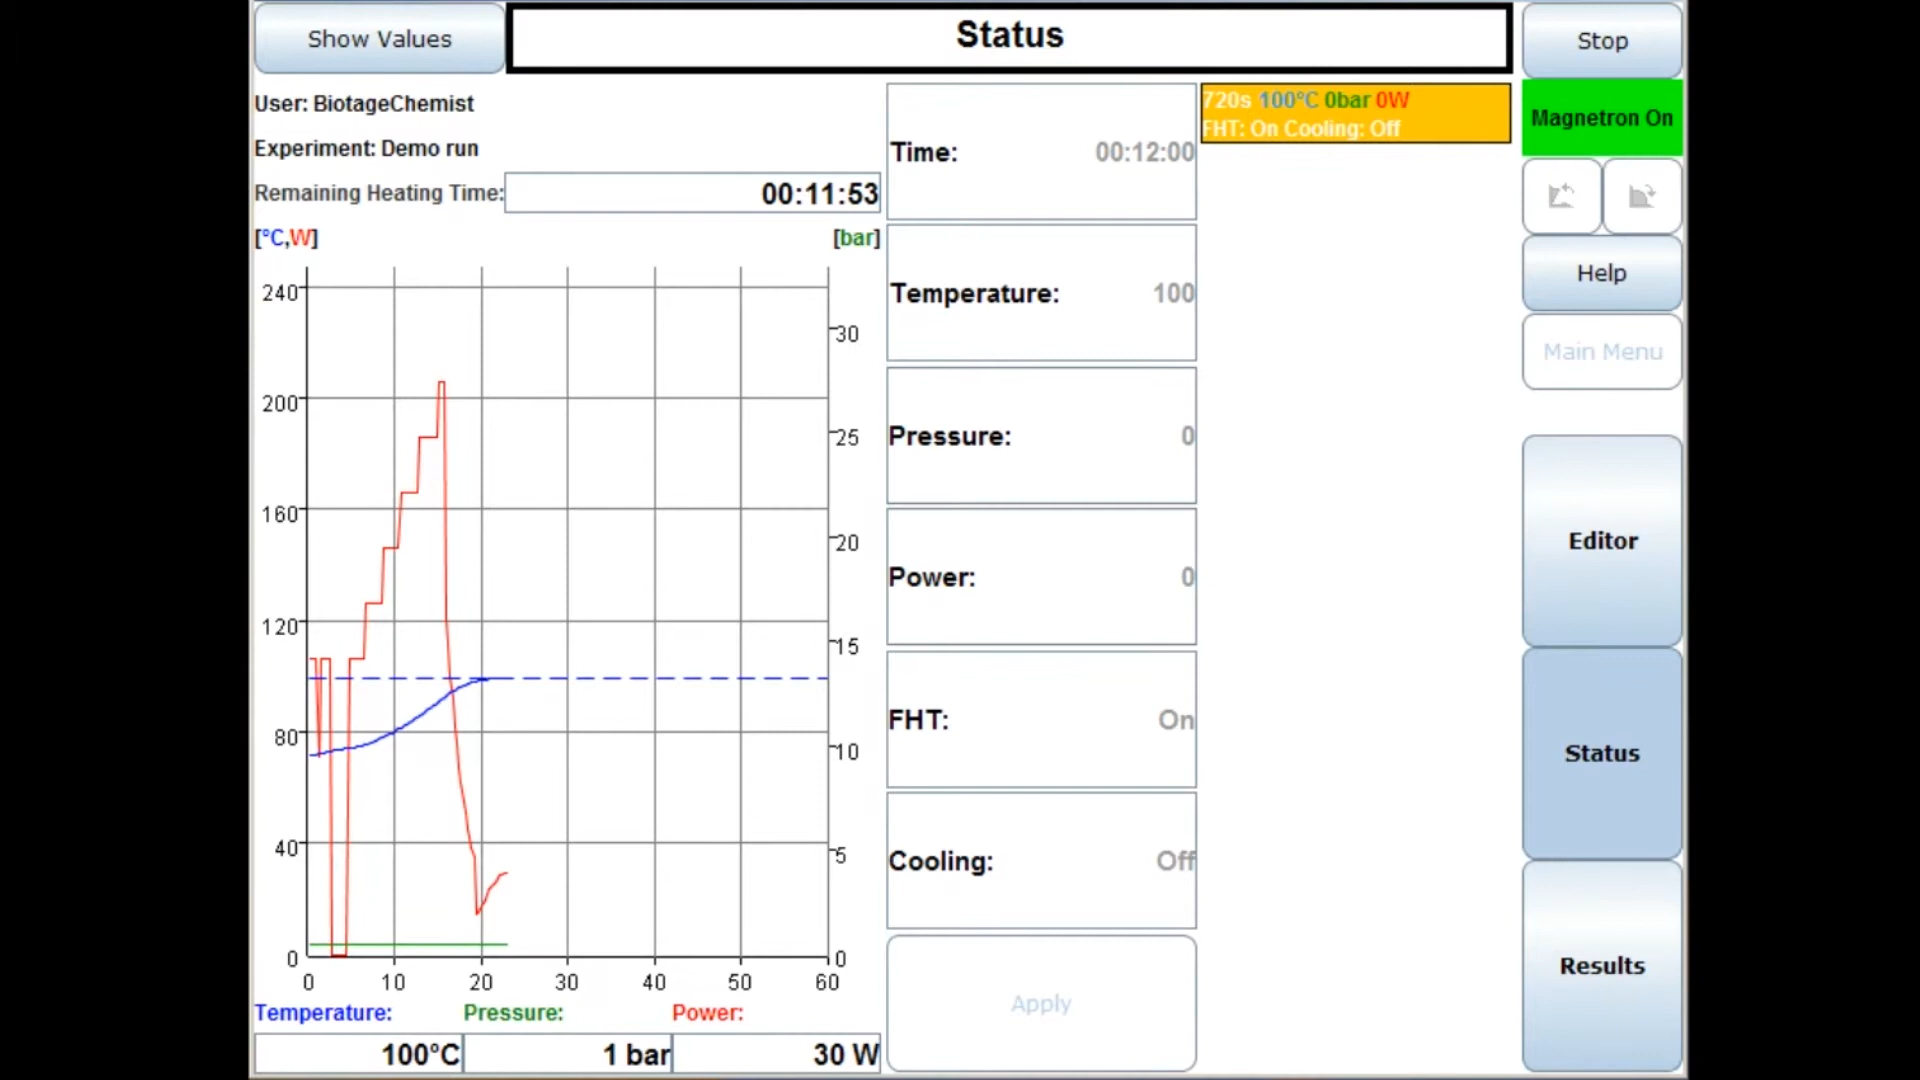 Show Values
Status
Stop
User: BiotageChemist
Experiment: Demo run
Remaining Heating Time: 00:11:53
[°C,W] [bar]
240
200
160
120
80
40
0
30
25
20
15
10
5
0
0 10 20 30 40 50 60
Temperature: Pressure: Power:
100°C 1 bar 30 W
Time: 00:12:00
Temperature: 100
Pressure: 0
Power: 0
FHT: On
Cooling: Off
Apply
720s 100°C 0bar 0W
FHT: On Cooling: Off
Magnetron On
Help
Main Menu
Editor
Status
Results